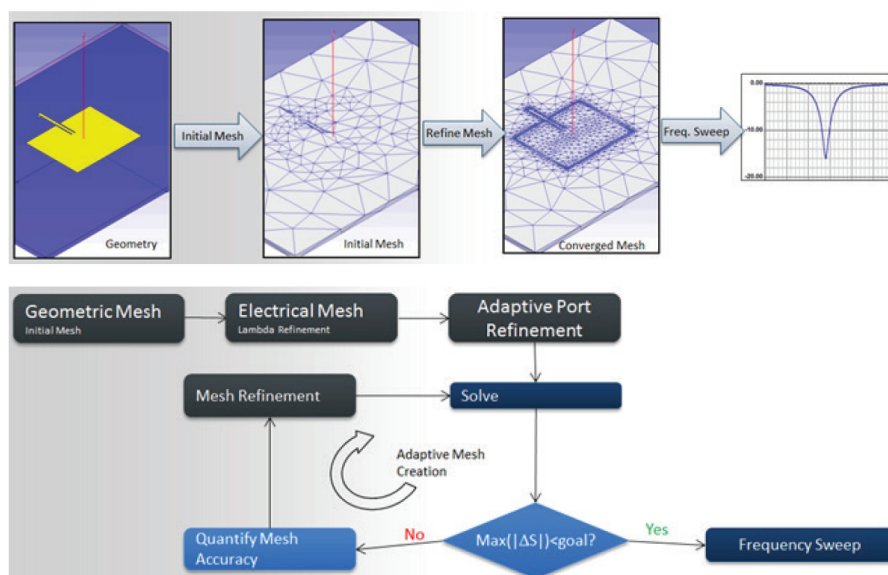 Geometry
Initial Mesh
Initial Mesh
Refine Mesh
Converged Mesh
Freq. Sweep
0.00
-10.00
-20.00
Geometric Mesh
Initial Mesh
Electrical Mesh
Lambda Refinement
Adaptive Port
Refinement
Mesh Refinement
Solve
Adaptive Mesh
Creation
Quantify Mesh
Accuracy
No
Max(|ΔS|)<goal?
Yes
Frequency Sweep